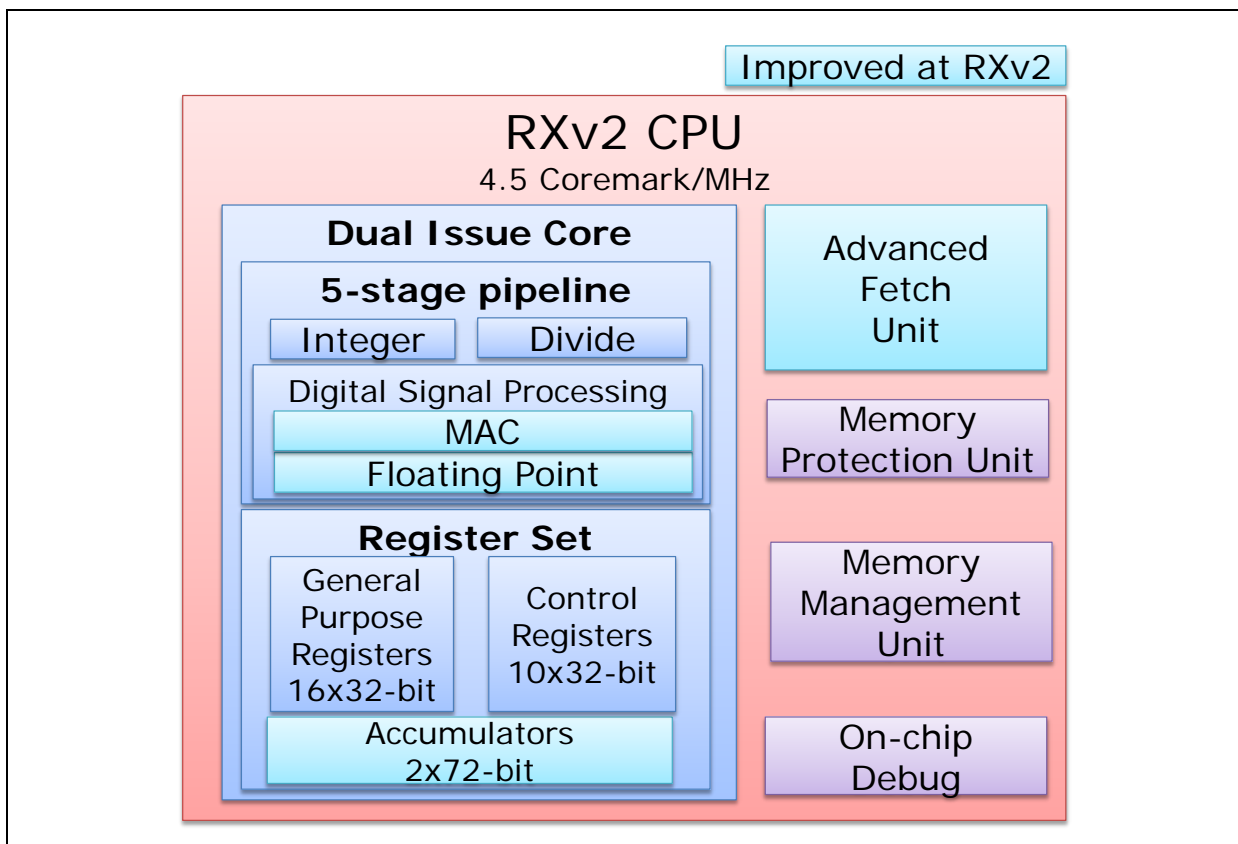 Improved at RXv2
RXv2 CPU
4.5 Coremark/MHz
Dual Issue Core
5-stage pipeline
Integer
Divide
Digital Signal Processing
MAC
Floating Point
Register Set
General
Purpose
Registers
16x32-bit
Control
Registers
10x32-bit
Accumulators
2x72-bit
Advanced
Fetch
Unit
Memory
Protection Unit
Memory
Management
Unit
On-chip
Debug